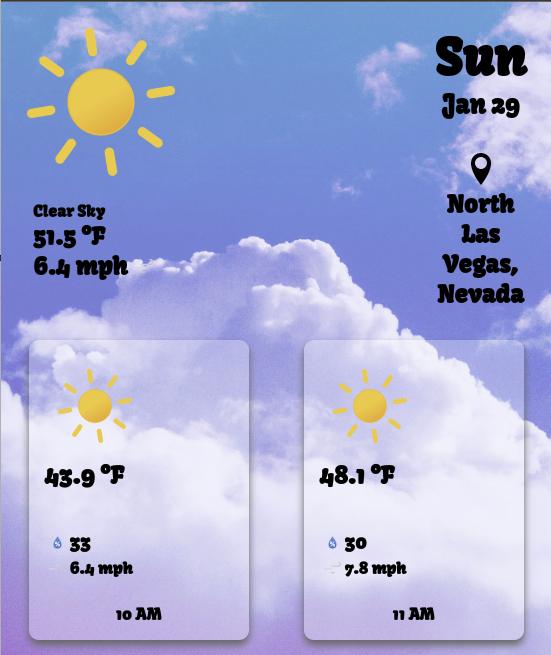 Sun
Jan 29
North
Las
Vegas,
Nevada
Clear Sky
51.5 °F
6.4 mph
43.9 °F
33
6.4 mph
10 AM
48.1 °F
30
7.8 mph
11 AM